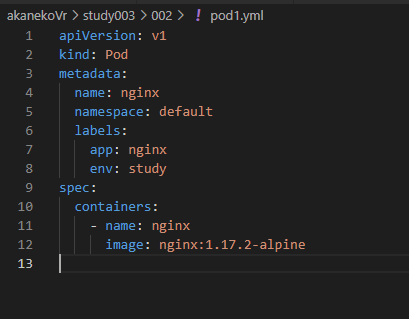 akanekoVr > study003 > 002 > ! pod1.yml
1 apiVersion: v1
2 kind: Pod
3 metadata:
4   name: nginx
5   namespace: default
6   labels:
7     app: nginx
8     env: study
9 spec:
10   containers:
11     - name: nginx
12       image: nginx:1.17.2-alpine
13